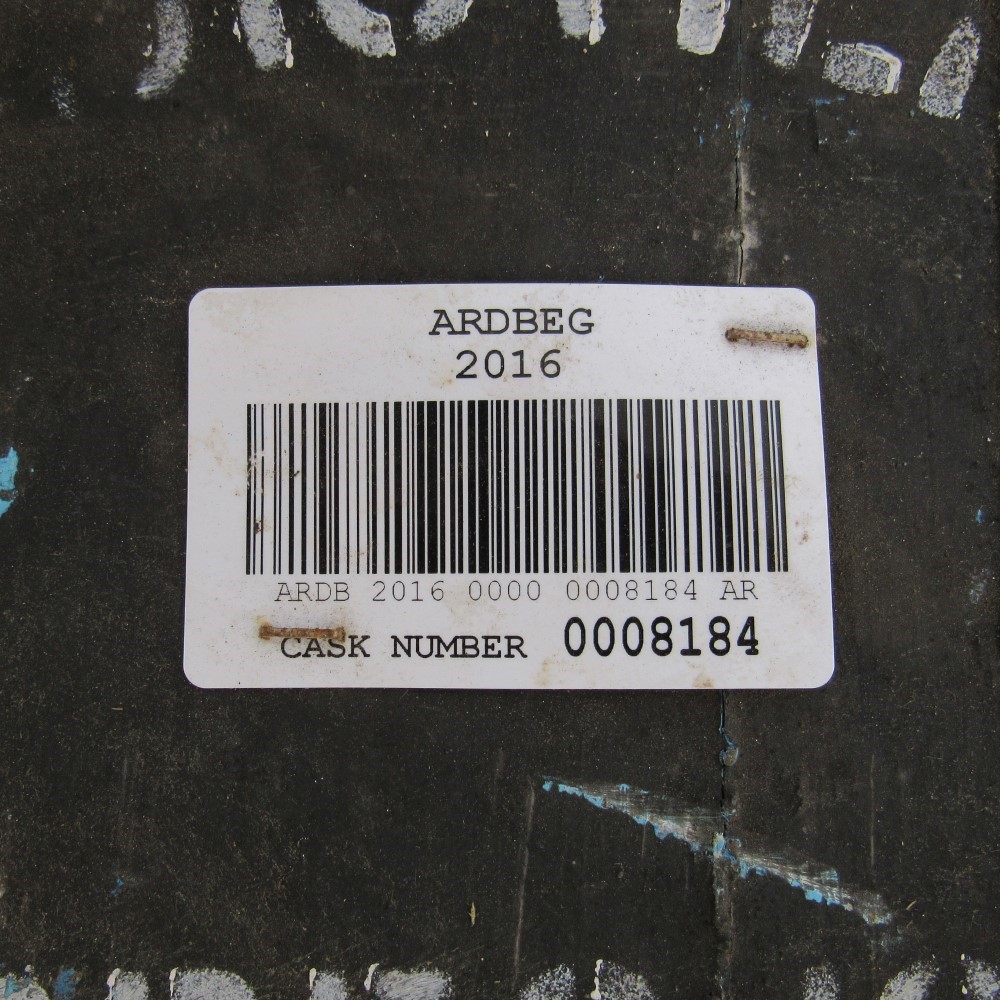 ARDBEG
2016
ARDB 2016 0000 0008184 AR
CASK NUMBER 0008184